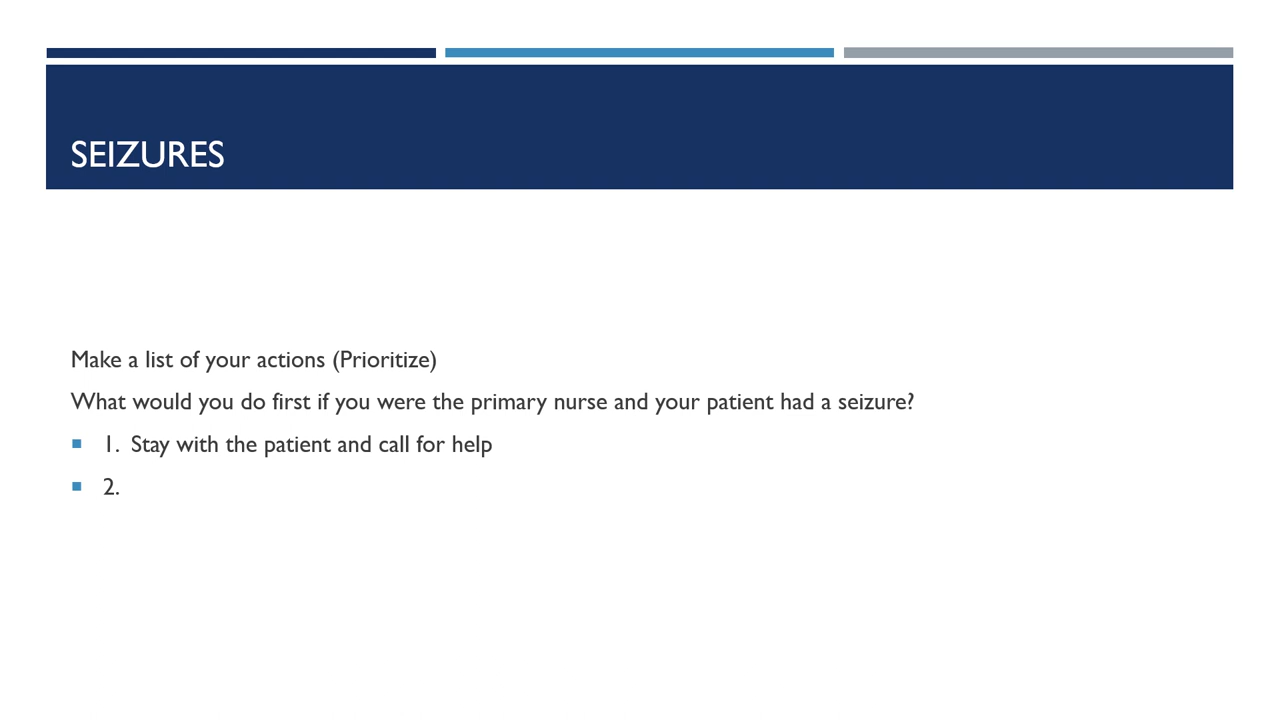 SEIZURES
Make a list of your actions (Prioritize)
What would you do first if you were the primary nurse and your patient had a seizure?
1. Stay with the patient and call for help
2.